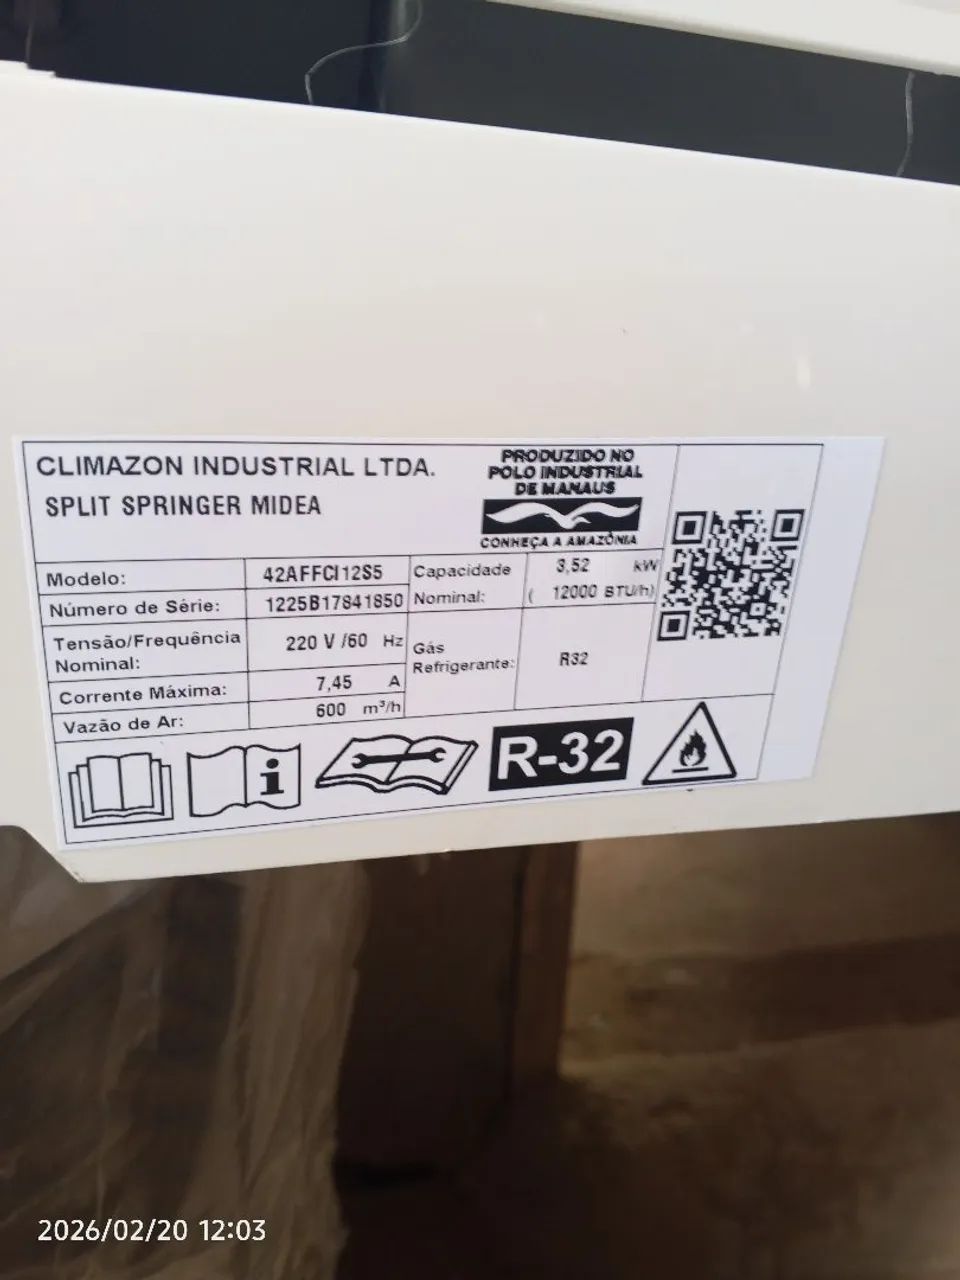 CLIMAZON INDUSTRIAL LTDA.
SPLIT SPRINGER MIDEA
PRODUZIDO NO
POLO INDUSTRIAL
DE MANAUS
CONHEÇA A AMAZÔNIA
Modelo: 42AFFCI12S5
Número de Série: 1225B17841850
Tensão/Frequência Nominal: 220 V /60 Hz
Corrente Máxima: 7,45 A
Vazão de Ar: 600 m³/h
Capacidade Nominal: 3,52 kW
( 12000 BTU/h)
Gás Refrigerante: R32
R-32
2026/02/20 12:03